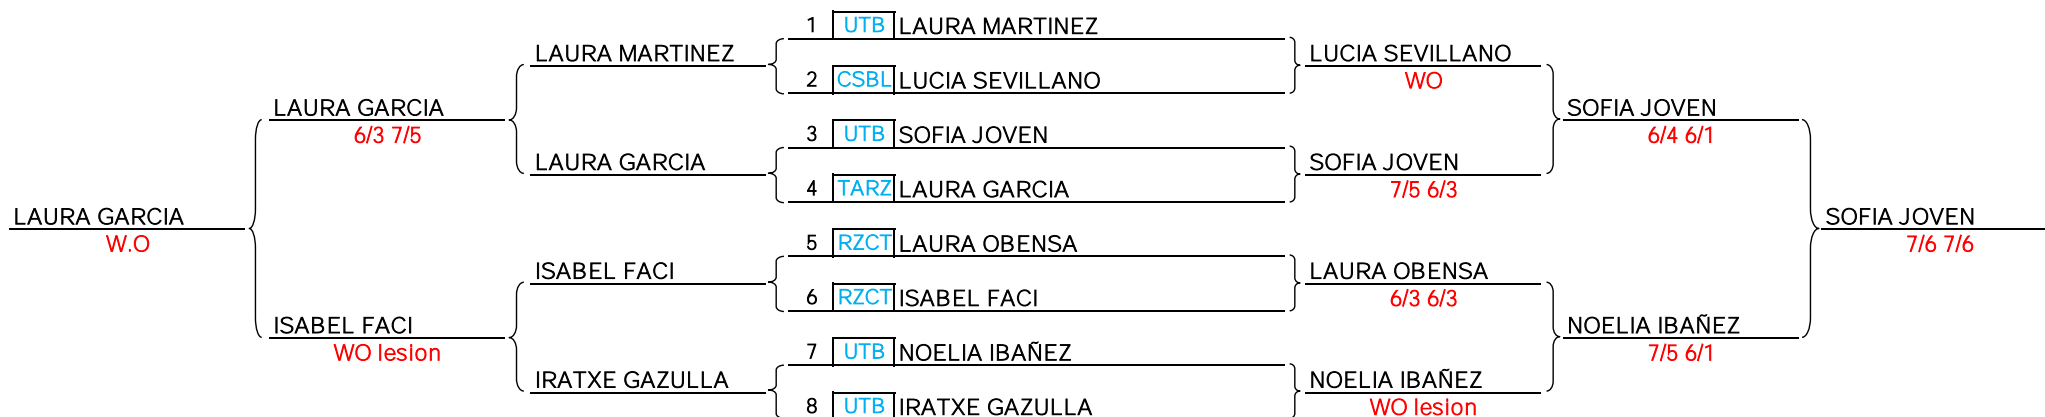 1 UTB LAURA MARTINEZ
LAURA MARTINEZ LUCIA SEVILLANO
2 CSBL LUCIA SEVILLANO WO
LAURA GARCIA SOFIA JOVEN
6/3 7/5 3 UTB SOFIA JOVEN 6/4 6/1
LAURA GARCIA SOFIA JOVEN
4 TARZ LAURA GARCIA 7/5 6/3
LAURA GARCIA SOFIA JOVEN
W.O 5 RZCT LAURA OBENSA 7/6 7/6
ISABEL FACI LAURA OBENSA
6 RZCT ISABEL FACI 6/3 6/3
ISABEL FACI NOELIA IBAÑEZ
WO lesion 7 UTB NOELIA IBAÑEZ 7/5 6/1
IRATXE GAZULLA NOELIA IBAÑEZ
8 UTB IRATXE GAZULLA WO lesion